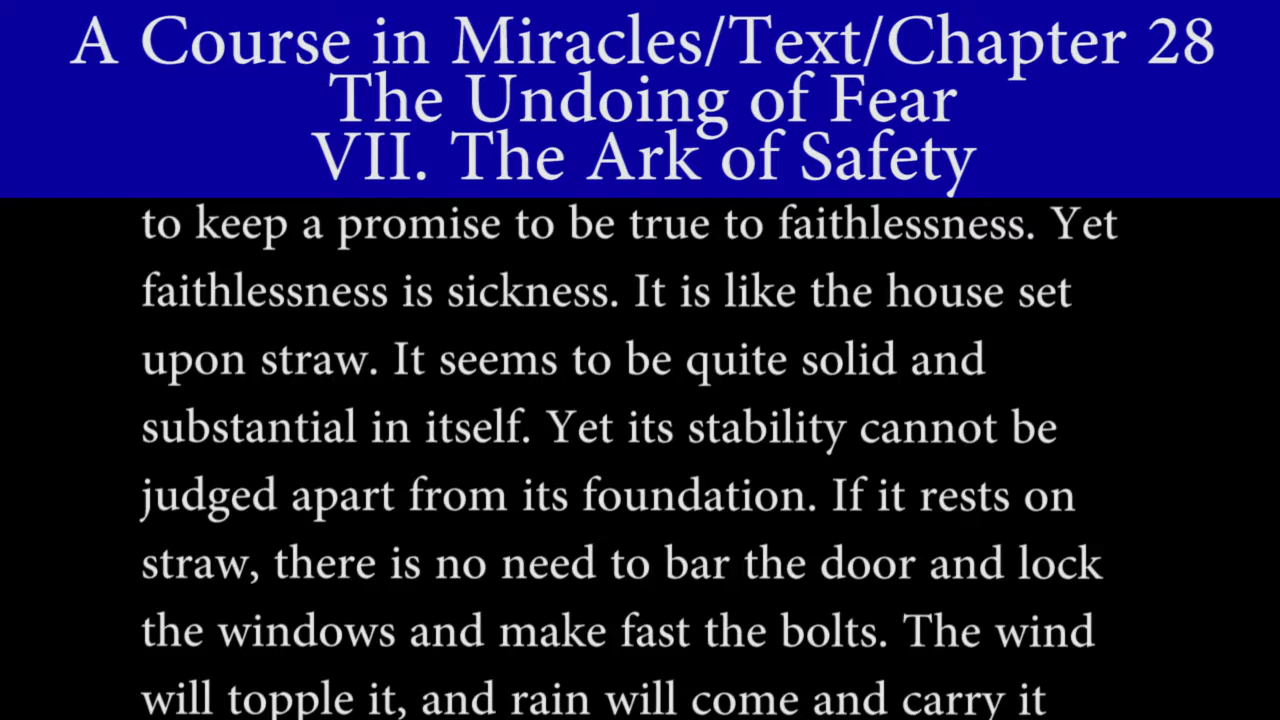 A Course in Miracles/Text/Chapter 28
The Undoing of Fear
VII. The Ark of Safety
to keep a promise to be true to faithlessness. Yet
faithlessness is sickness. It is like the house set
upon straw. It seems to be quite solid and
substantial in itself. Yet its stability cannot be
judged apart from its foundation. If it rests on
straw, there is no need to bar the door and lock
the windows and make fast the bolts. The wind
will topple it, and rain will come and carry it